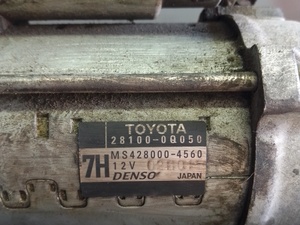 TOYOTA
28100-0Q050
7H MS428000-4560
12V
DENSO JAPAN